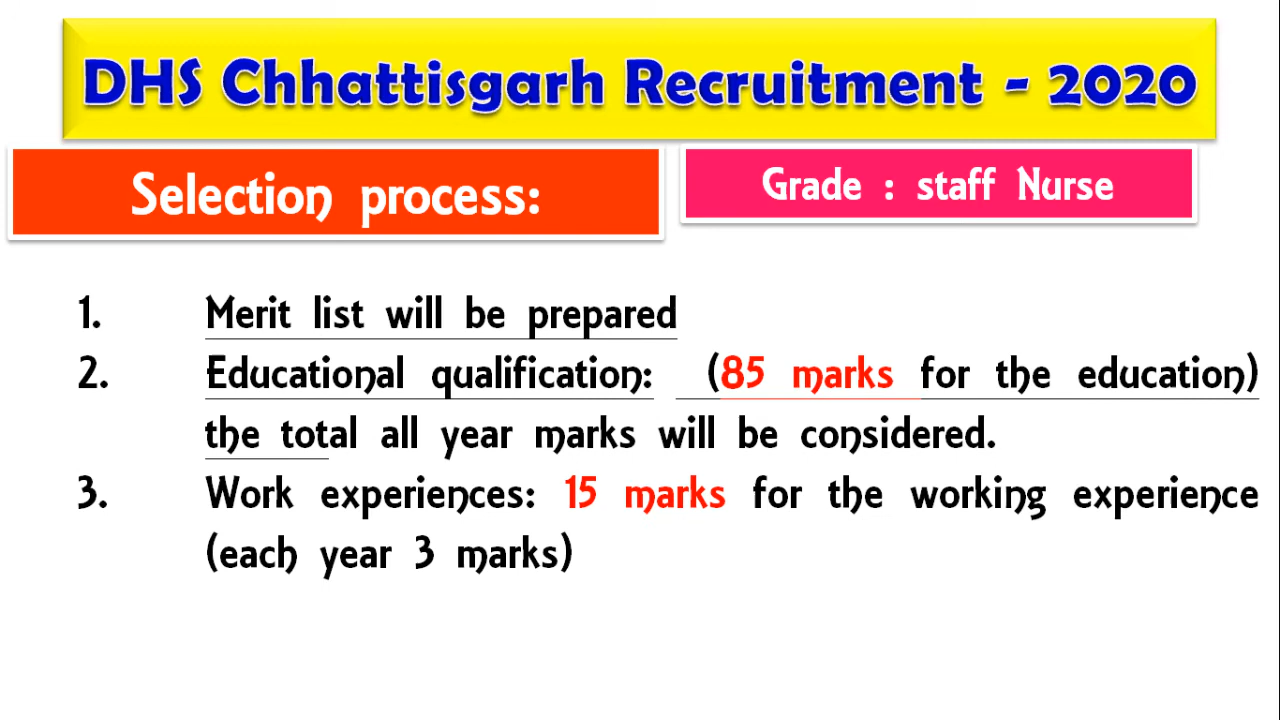 DHS Chhattisgarh Recruitment - 2020
Selection process:
Grade : staff Nurse
1. Merit list will be prepared
2. Educational qualification: (85 marks for the education)
the total all year marks will be considered.
3. Work experiences: 15 marks for the working experience
(each year 3 marks)